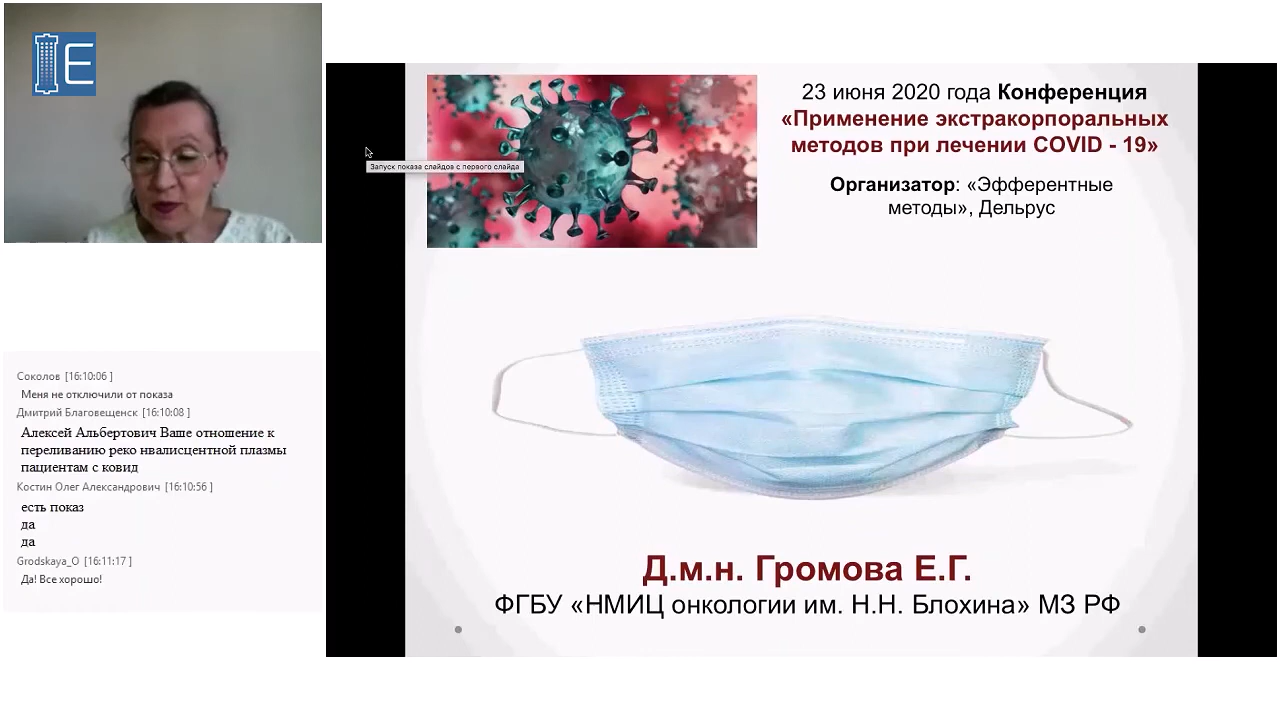 IE
23 июня 2020 года Конференция
«Применение экстракорпоральных
методов при лечении COVID - 19»
Организатор: «Эфферентные
методы», Дельрус
Запуск показа слайдов с первого слайда
Д.м.н. Громова Е.Г.
ФГБУ «НМИЦ онкологии им. Н.Н. Блохина» МЗ РФ
Соколов [16:10:06 ]
Меня не отключили от показа
Дмитрий Благовещенск [16:10:08 ]
Алексей Альбертович Ваше отношение к
переливанию реко нвалисцентной плазмы
пациентам с ковид
Костин Олег Александрович [16:10:56 ]
есть показ
да
да
Grodskaya_O [16:11:17 ]
Да! Все хорошо!